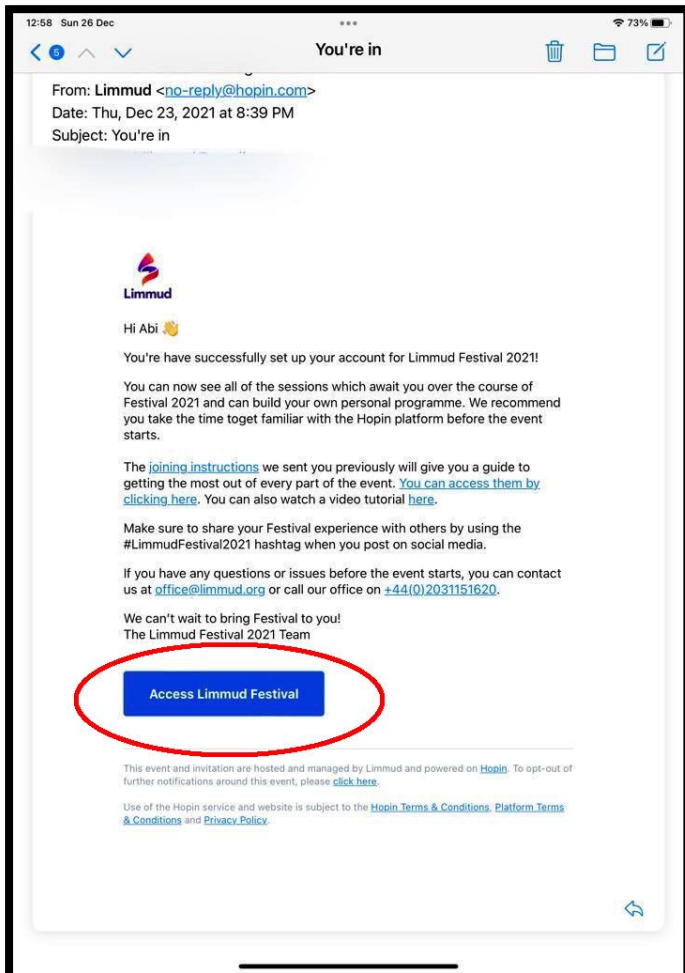 12:58 Sun 26 Dec
73%
5
You're in
From: Limmud <no-reply@hopin.com>
Date: Thu, Dec 23, 2021 at 8:39 PM
Subject: You're in
Limmud
Hi Abi 👋
You're have successfully set up your account for Limmud Festival 2021!
You can now see all of the sessions which await you over the course of
Festival 2021 and can build your own personal programme. We recommend
you take the time toget familiar with the Hopin platform before the event
starts.
The joining instructions we sent you previously will give you a guide to
getting the most out of every part of the event. You can access them by
clicking here. You can also watch a video tutorial here.
Make sure to share your Festival experience with others by using the
#LimmudFestival2021 hashtag when you post on social media.
If you have any questions or issues before the event starts, you can contact
us at office@limmud.org or call our office on +44(0)2031151620.
We can't wait to bring Festival to you!
The Limmud Festival 2021 Team
Access Limmud Festival
This event and invitation are hosted and managed by Limmud and powered on Hopin. To opt-out of
further notifications around this event, please click here.
Use of the Hopin service and website is subject to the Hopin Terms & Conditions, Platform Terms
& Conditions and Privacy Policy.